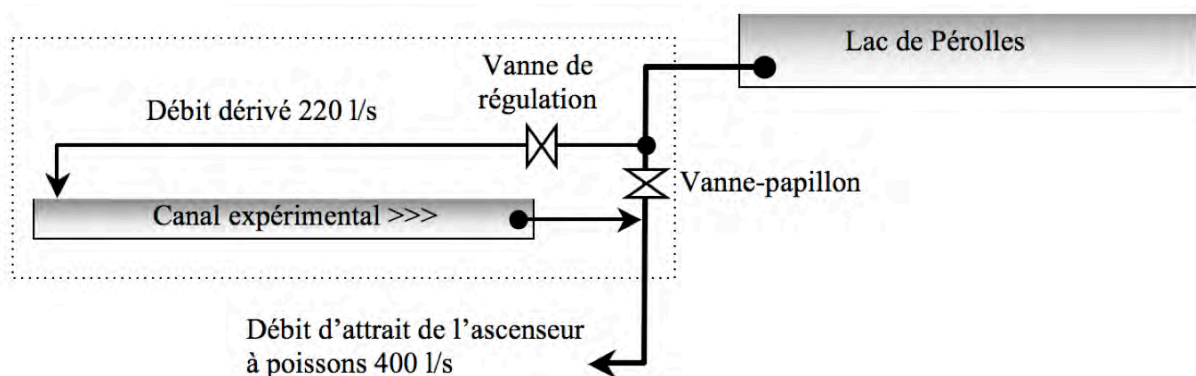 Lac de Pérolles
Vanne de
régulation
Débit dérivé 220 l/s
Vanne-papillon
Canal expérimental >>>
Débit d'attrait de l'ascenseur
à poissons 400 l/s